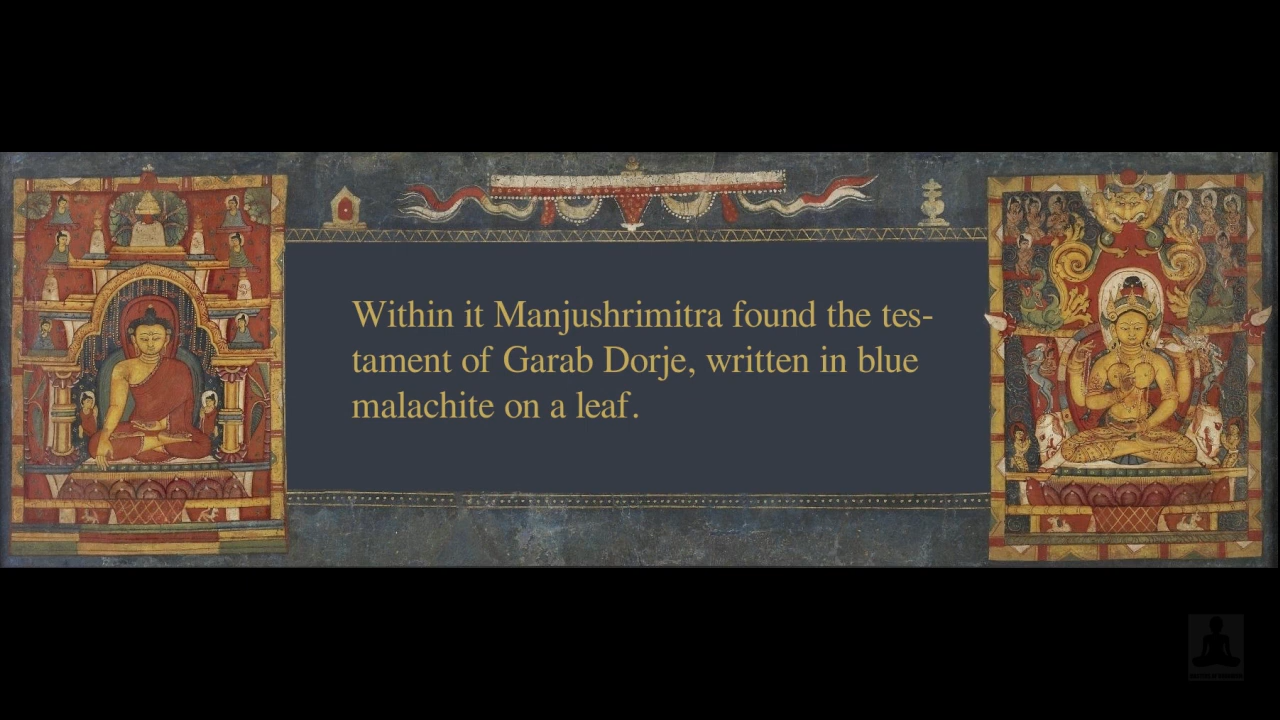 Within it Manjushrimitra found the tes-
tament of Garab Dorje, written in blue
malachite on a leaf.